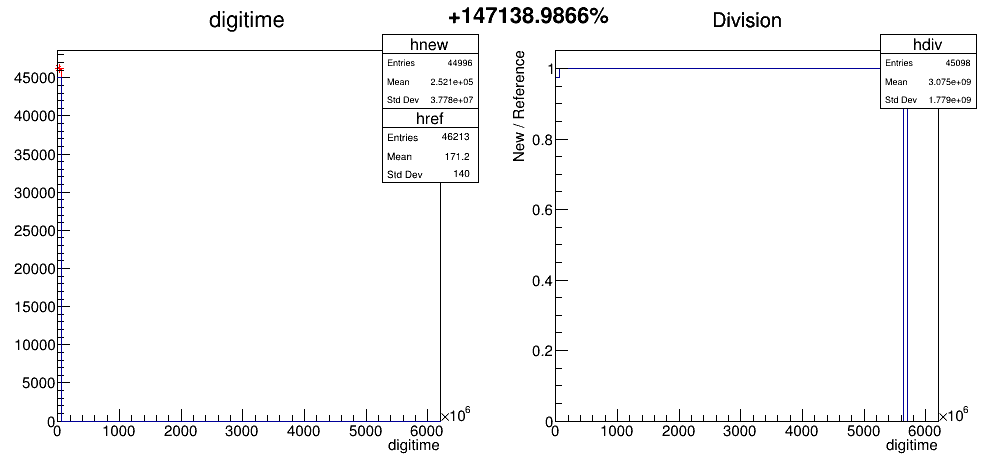 +147138.9866%
digitime
hnew
Entries 44996
Mean 2.521e+05
Std Dev 3.778e+07
href
Entries 46213
Mean 171.2
Std Dev 140
45000
40000
35000
30000
25000
20000
15000
10000
5000
0
0 1000 2000 3000 4000 5000 6000
×10⁶
digitime
Division
hdiv
Entries 45098
Mean 3.075e+09
Std Dev 1.779e+09
New / Reference
1
0.8
0.6
0.4
0.2
0
0 1000 2000 3000 4000 5000 6000
×10⁶
digitime